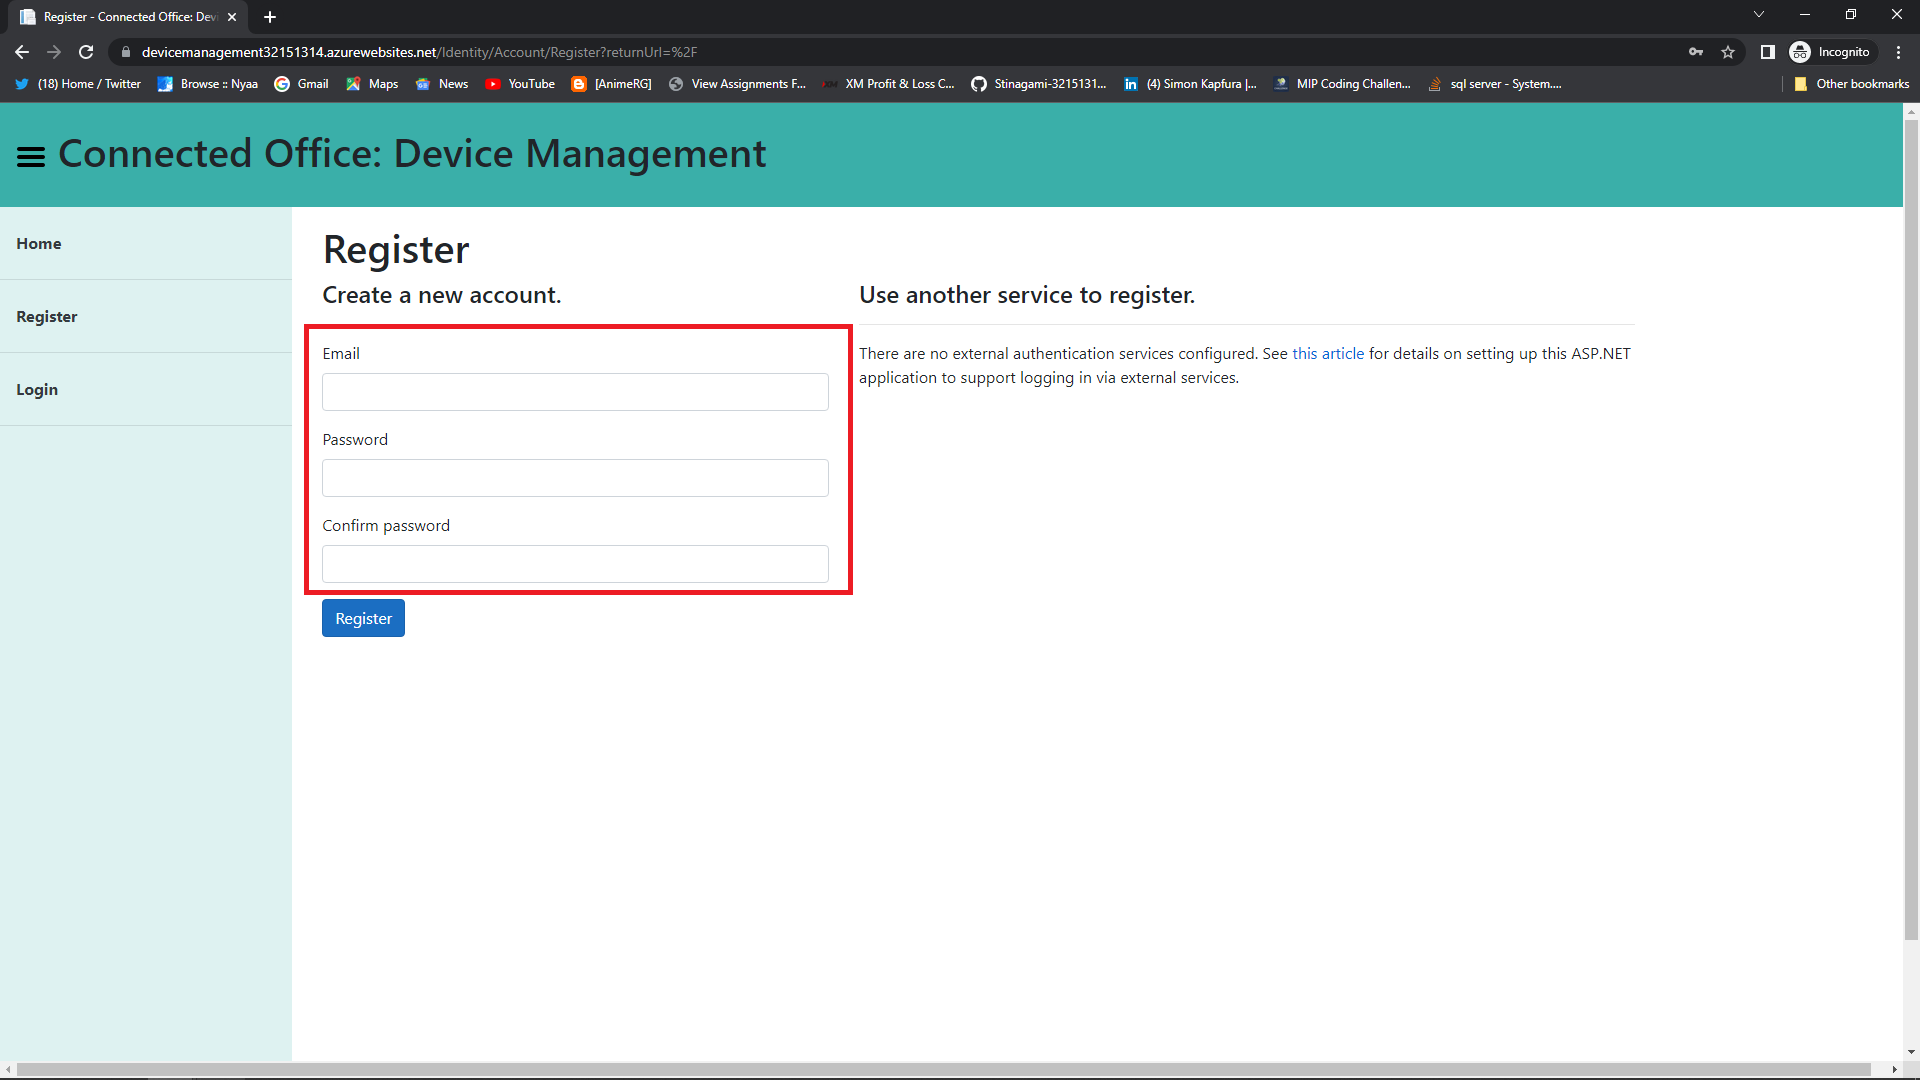 Register - Connected Office: Dev
devicemanagement32151314.azurewebsites.net/Identity/Account/Register?returnUrl=%2F
Incognito
(18) Home / Twitter
Browse :: Nyaa
Gmail
Maps
News
YouTube
[AnimeRG]
View Assignments F...
XM Profit & Loss C...
Stinagami-3215131...
(4) Simon Kapfura |...
MIP Coding Challen...
sql server - System....
Other bookmarks
Connected Office: Device Management
Home
Register
Login
Register
Create a new account.
Email
Password
Confirm password
Register
Use another service to register.
There are no external authentication services configured. See this article for details on setting up this ASP.NET
application to support logging in via external services.